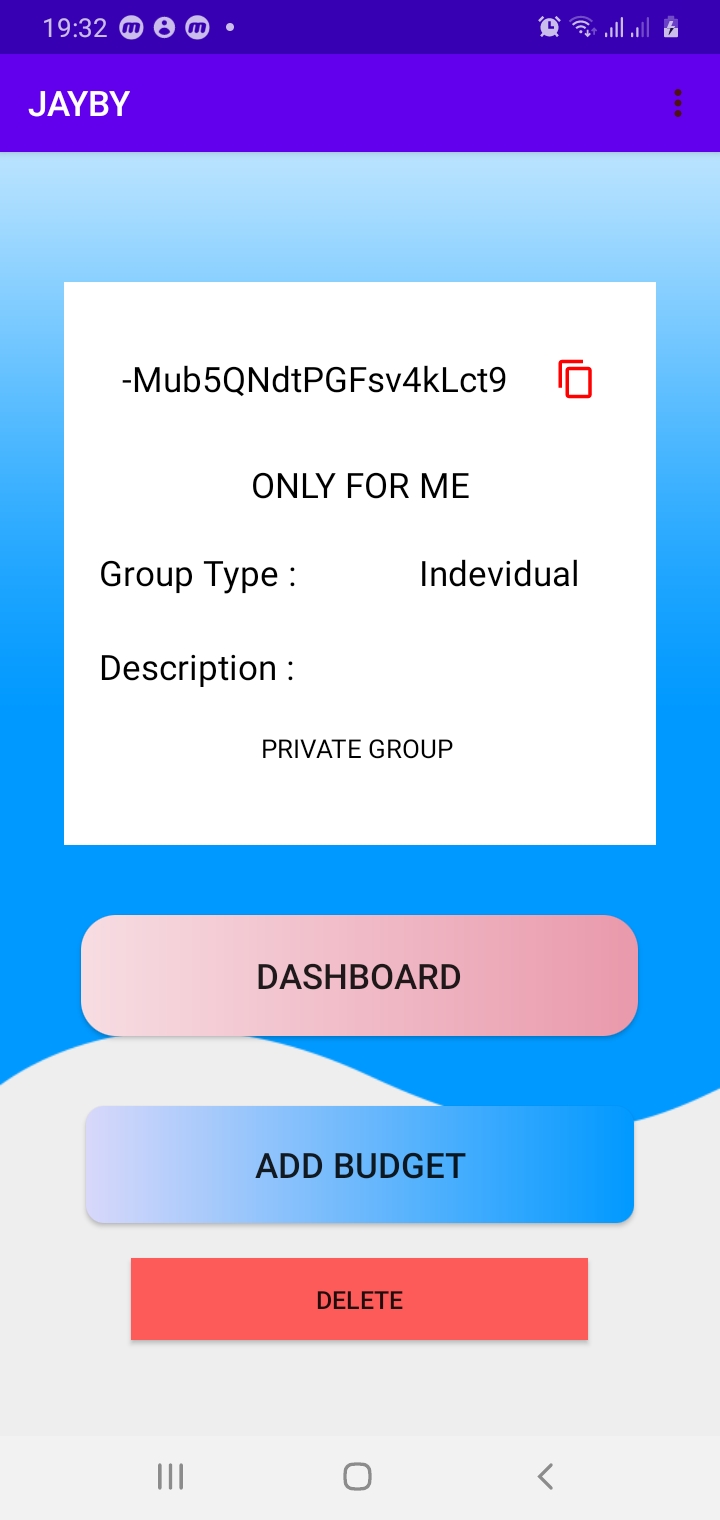 19:32
JAYBY
-Mub5QNdtPGFsv4kLct9
ONLY FOR ME
Group Type : Indevidual
Description :
PRIVATE GROUP
DASHBOARD
ADD BUDGET
DELETE